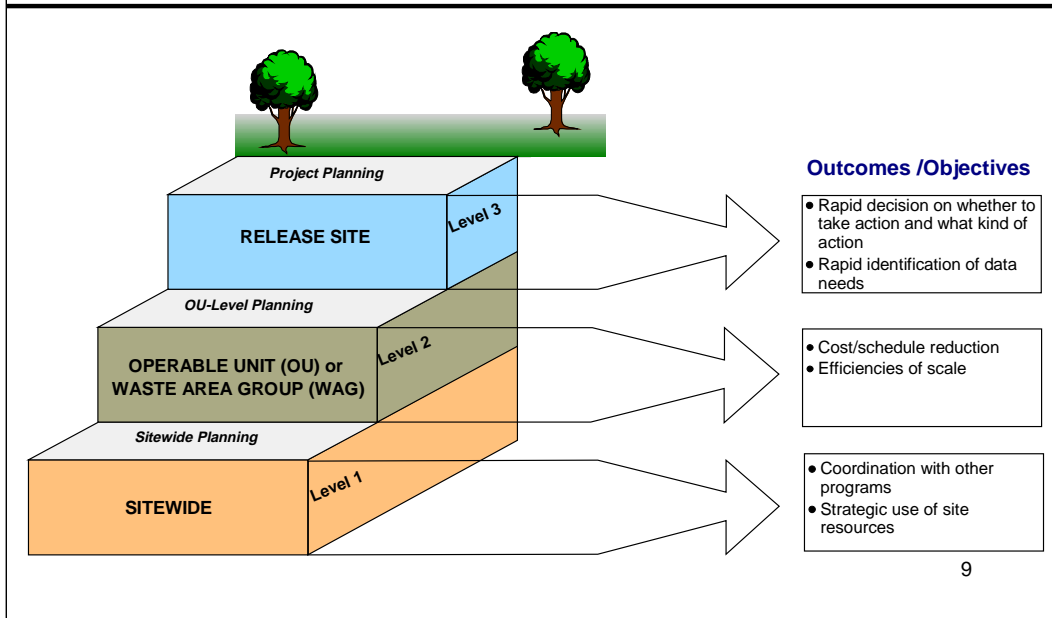 Project Planning
RELEASE SITE
Level 3
OU-Level Planning
OPERABLE UNIT (OU) or
WASTE AREA GROUP (WAG)
Level 2
Sitewide Planning
SITEWIDE
Level 1
Outcomes /Objectives
● Rapid decision on whether to
take action and what kind of
action
● Rapid identification of data
needs
● Cost/schedule reduction
● Efficiencies of scale
● Coordination with other
programs
● Strategic use of site
resources
9